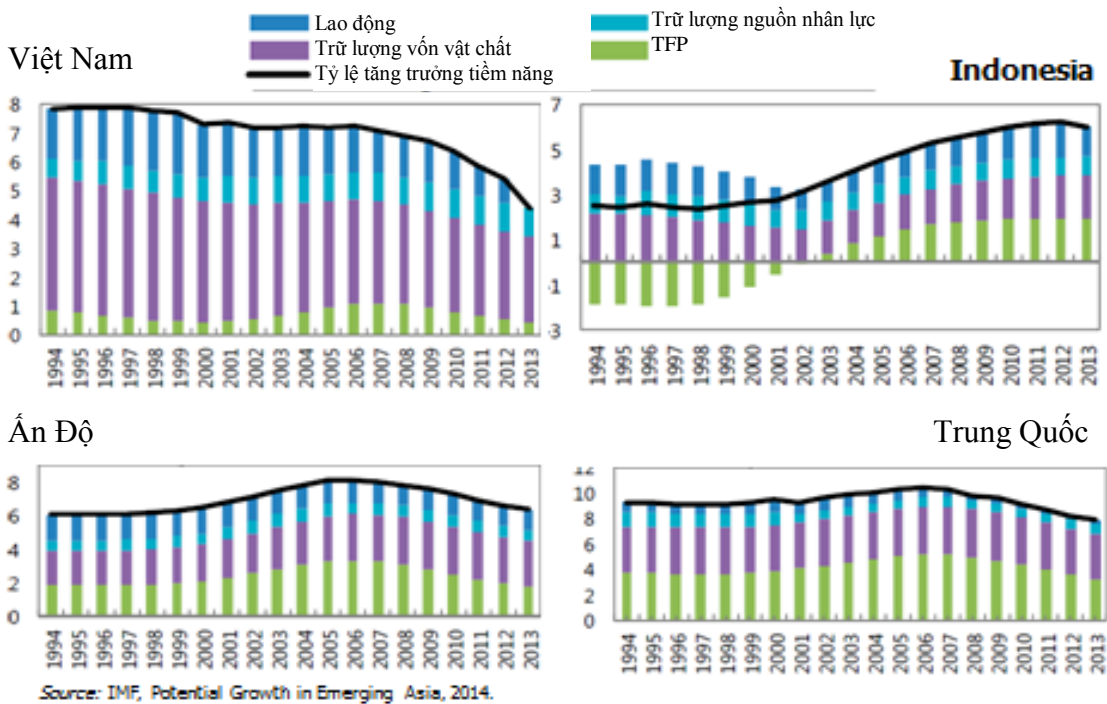 Lao động
Trữ lượng vốn vật chất
Tỷ lệ tăng trưởng tiềm năng
Trữ lượng nguồn nhân lực
TFP
Việt Nam
8
7
6
5
4
3
2
1
0
1994 1995 1996 1997 1998 1999 2000 2001 2002 2003 2004 2005 2006 2007 2008 2009 2010 2011 2012 2013
Indonesia
7
5
3
1
-1
-3
1994 1995 1996 1997 1998 1999 2000 2001 2002 2003 2004 2005 2006 2007 2008 2009 2010 2011 2012 2013
Ấn Độ
8
6
4
2
0
1994 1995 1996 1997 1998 1999 2000 2001 2002 2003 2004 2005 2006 2007 2008 2009 2010 2011 2012 2013
Trung Quốc
12
10
8
6
4
2
0
1994 1995 1996 1997 1998 1999 2000 2001 2002 2003 2004 2005 2006 2007 2008 2009 2010 2011 2012 2013
Source: IMF, Potential Growth in Emerging Asia, 2014.